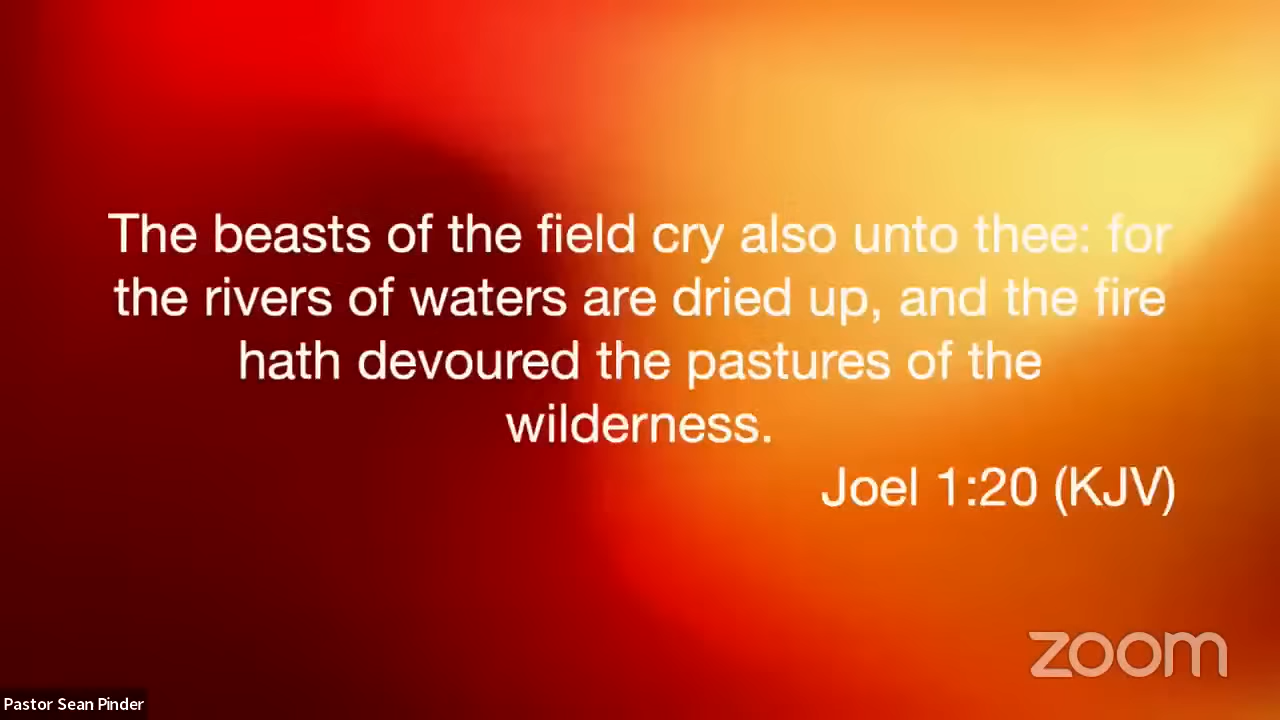 The beasts of the field cry also unto thee: for
the rivers of waters are dried up, and the fire
hath devoured the pastures of the
wilderness.
Joel 1:20 (KJV)
zoom
Pastor Sean Pinder